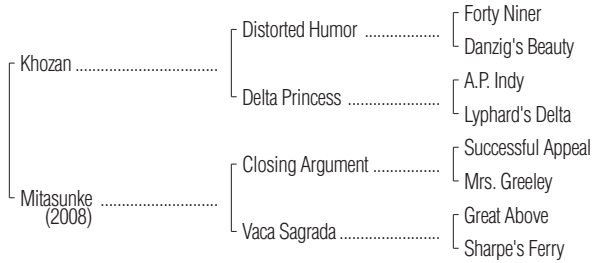 Forty Niner
Distorted Humor ..................
Danzig's Beauty
Khozan ...................................
A.P. Indy
Delta Princess ......................
Lyphard's Delta
Successful Appeal
Closing Argument ................
Mrs. Greeley
Mitasunke .............................
(2008)
Great Above
Vaca Sagrada ........................
Sharpe's Ferry